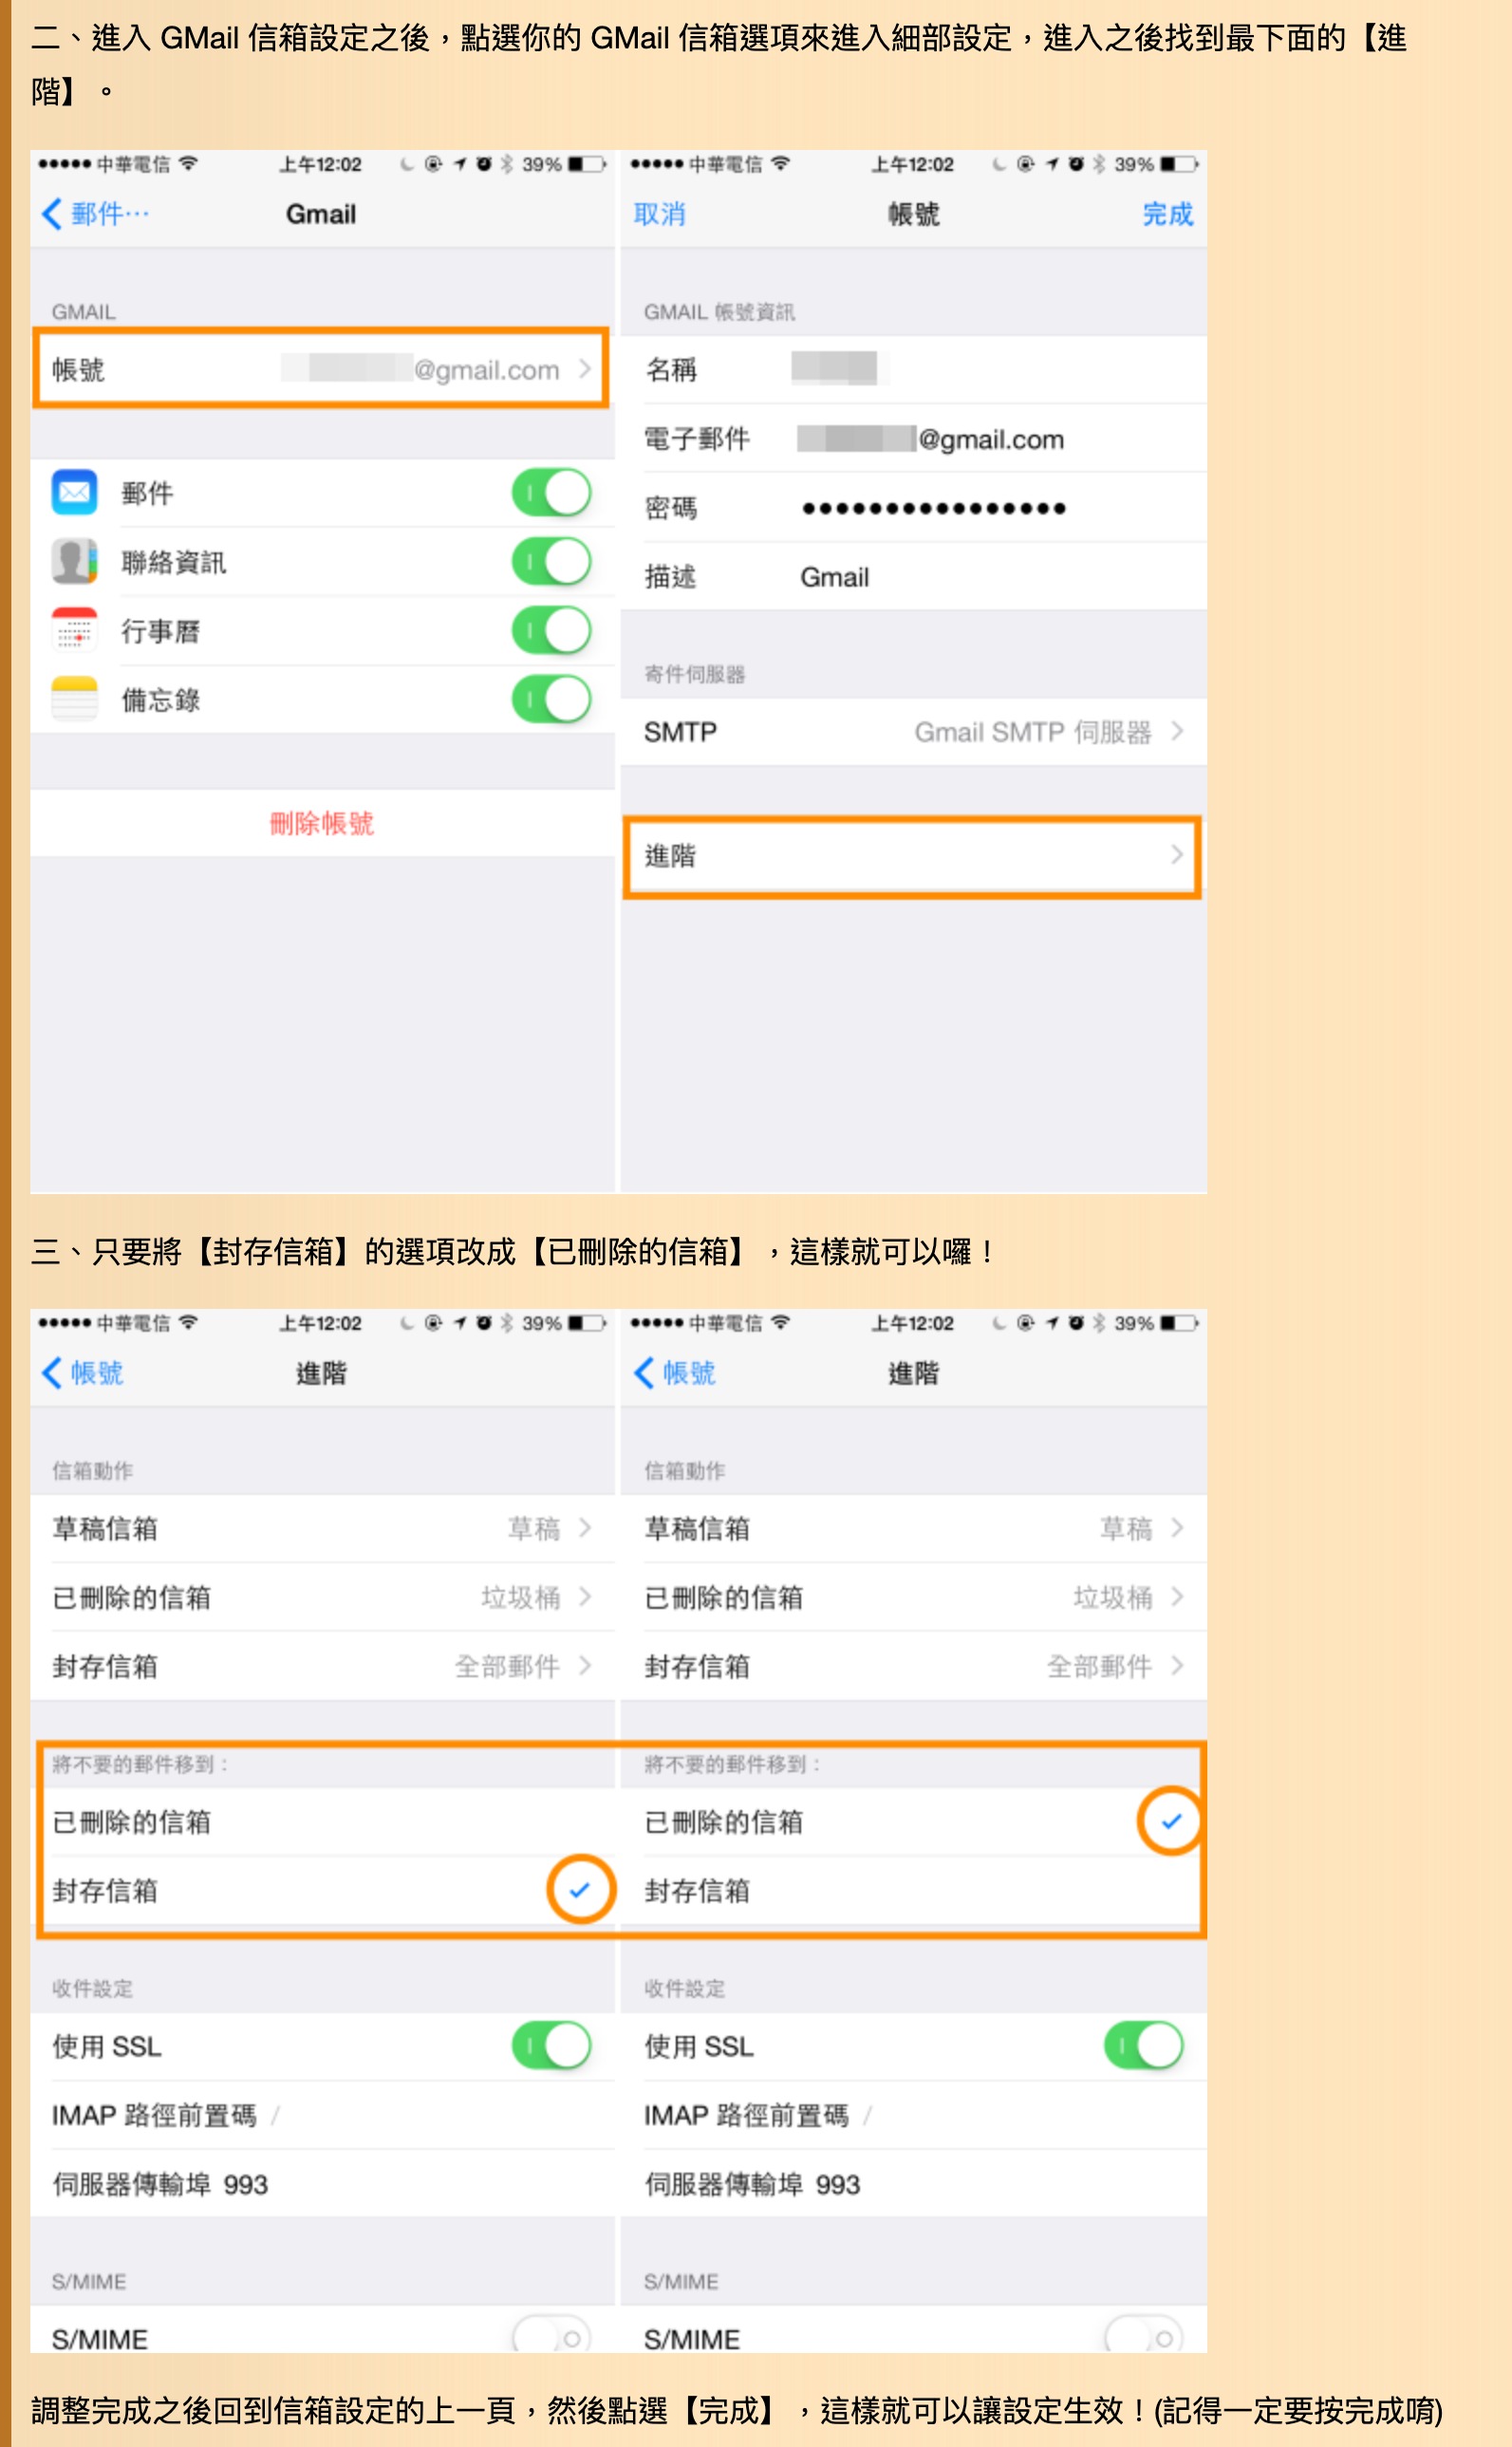 二、進入 GMail 信箱設定之後，點選你的 GMail 信箱選項來進入細部設定，進入之後找到最下面的【進
階】。
中華電信 上午12:02 39%
郵件… Gmail
GMAIL
帳號 @gmail.com
郵件
聯絡資訊
行事曆
備忘錄
刪除帳號
中華電信 上午12:02 39%
取消 帳號 完成
GMAIL 帳號資訊
名稱
電子郵件 @gmail.com
密碼 ●●●●●●●●●●●●●●●●
描述 Gmail
寄件伺服器
SMTP Gmail SMTP 伺服器
進階
三、只要將【封存信箱】的選項改成【已刪除的信箱】，這樣就可以囉！
中華電信 上午12:02 39%
帳號 進階
信箱動作
草稿信箱 草稿
已刪除的信箱 垃圾桶
封存信箱 全部郵件
將不要的郵件移到：
已刪除的信箱
封存信箱
收件設定
使用 SSL
IMAP 路徑前置碼 /
伺服器傳輸埠 993
S/MIME
S/MIME
中華電信 上午12:02 39%
帳號 進階
信箱動作
草稿信箱 草稿
已刪除的信箱 垃圾桶
封存信箱 全部郵件
將不要的郵件移到：
已刪除的信箱
封存信箱
收件設定
使用 SSL
IMAP 路徑前置碼 /
伺服器傳輸埠 993
S/MIME
S/MIME
調整完成之後回到信箱設定的上一頁，然後點選【完成】，這樣就可以讓設定生效！(記得一定要按完成唷)